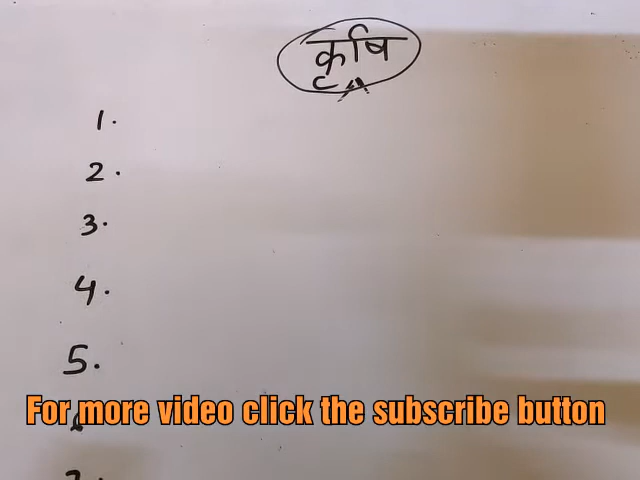 कृषि
1.
2.
3.
4.
5.
For more video click the subscribe button